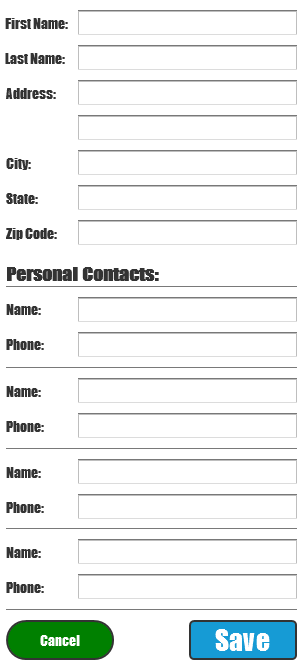 First Name:
Last Name:
Address:
City:
State:
Zip Code:
Personal Contacts:
Name:
Phone:
Name:
Phone:
Name:
Phone:
Name:
Phone:
Cancel Save